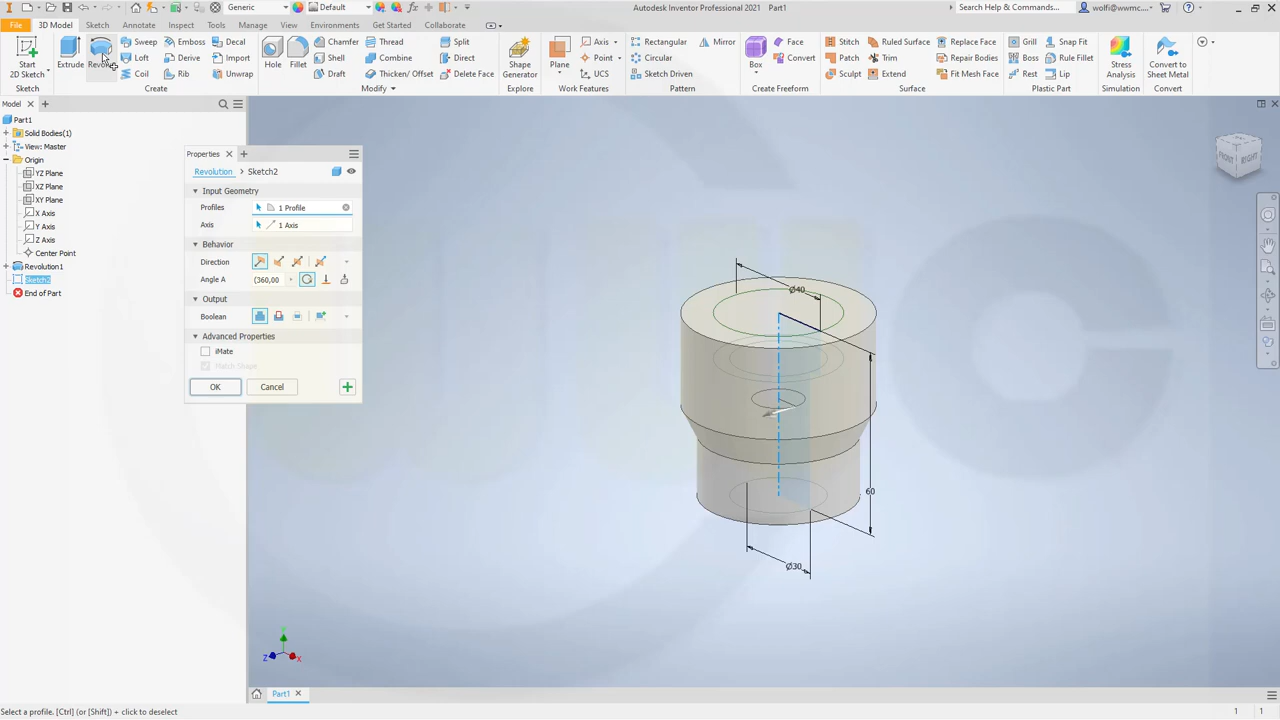 Generic
Default
Autodesk Inventor Professional 2021 Part1
Search Help & Commands...
wolfi@wwmc....
File
3D Model
Sketch
Annotate
Inspect
Tools
Manage
View
Environments
Get Started
Collaborate
Start
2D Sketch
Extrude
Revolve
Sweep
Loft
Coil
Emboss
Derive
Rib
Decal
Import
Unwrap
Hole
Fillet
Chamfer
Shell
Draft
Thread
Combine
Thicken/ Offset
Split
Direct
Delete Face
Shape
Generator
Plane
Axis
Point
UCS
Rectangular
Circular
Sketch Driven
Mirror
Box
Face
Convert
Stitch
Patch
Sculpt
Ruled Surface
Trim
Extend
Replace Face
Repair Bodies
Fit Mesh Face
Grill
Boss
Rest
Snap Fit
Rule Fillet
Lip
Stress
Analysis
Convert to
Sheet Metal
Sketch
Create
Modify
Explore
Work Features
Pattern
Create Freeform
Surface
Plastic Part
Simulation
Convert
Model
Part1
Solid Bodies(1)
View: Master
Origin
YZ Plane
XZ Plane
XY Plane
X Axis
Y Axis
Z Axis
Center Point
Revolution1
Sketch2
End of Part
Properties
Revolution > Sketch2
Input Geometry
Profiles 1 Profile
Axis 1 Axis
Behavior
Direction
Angle A (360,00
Output
Boolean
Advanced Properties
iMate
Match Shape
OK
Cancel
FRONT
RIGHT
Ø40
60
Ø30
Y
Z
X
Part1
Select a profile. [Ctrl] (or [Shift]) + click to deselect
1 1